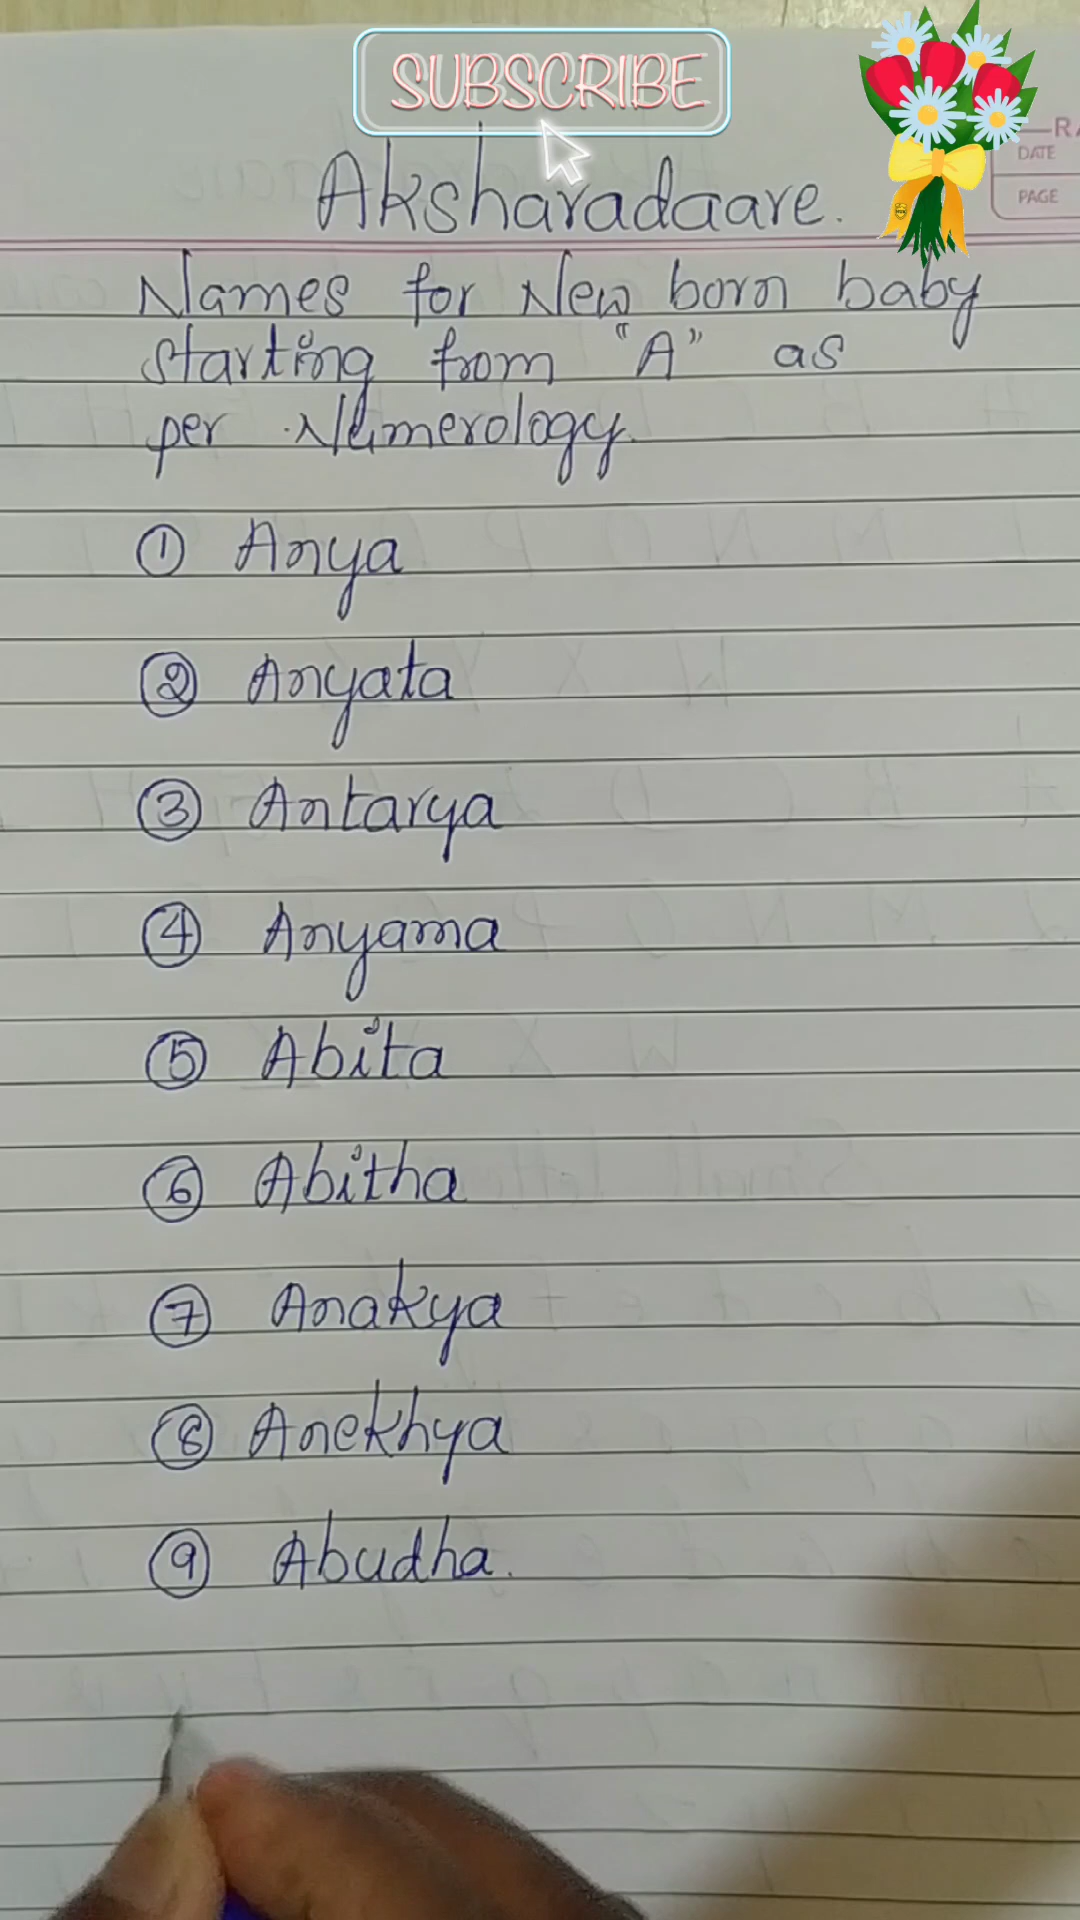 SUBSCRIBE
Aksharadaare.
RA
DATE
PAGE
Names for New born baby
starting from "A" as
per Numerology.
① Anya
② Anyata
③ Antarya
④ Anyama
⑤ Abita
⑥ Abitha
⑦ Anakya
⑧ Anekhya
⑨ Abudha.